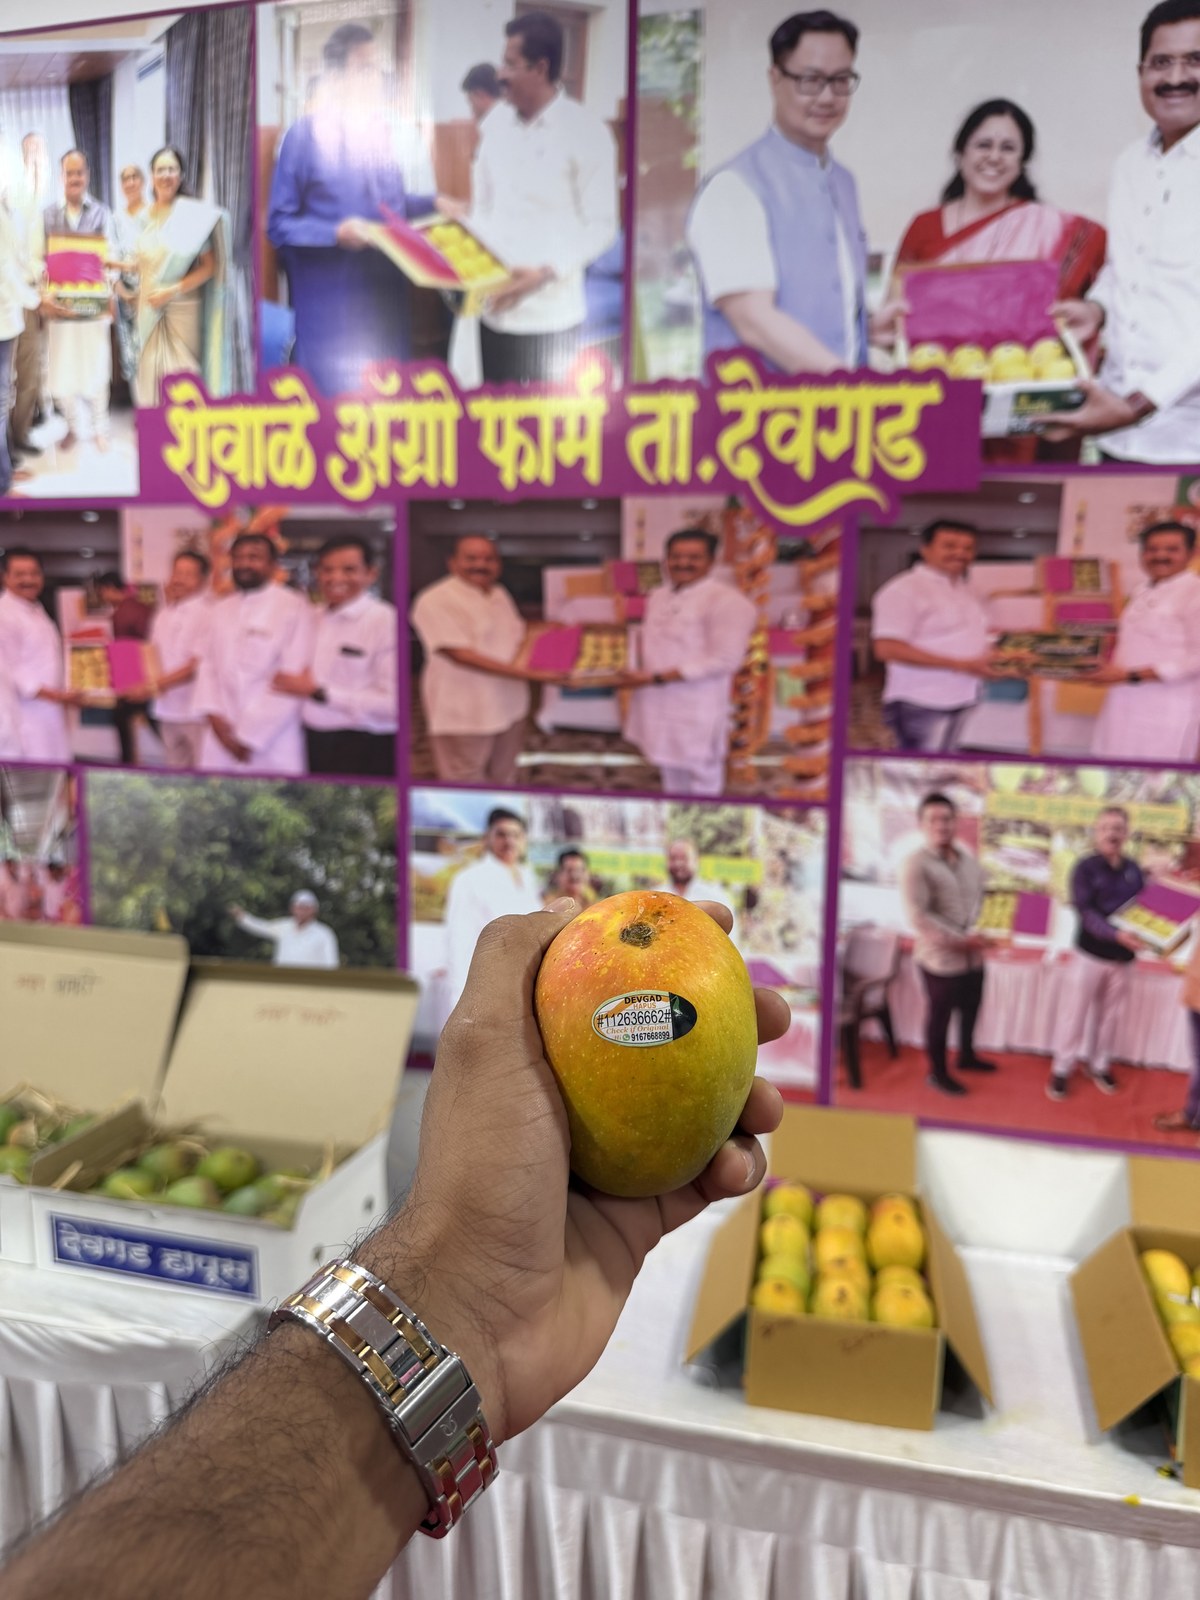 शेवाळे ॲग्रो फार्म ता.देवगड
DEVGAD
HAPUS
#112636662#
Check if Original
9167668899
देवगड हापूस